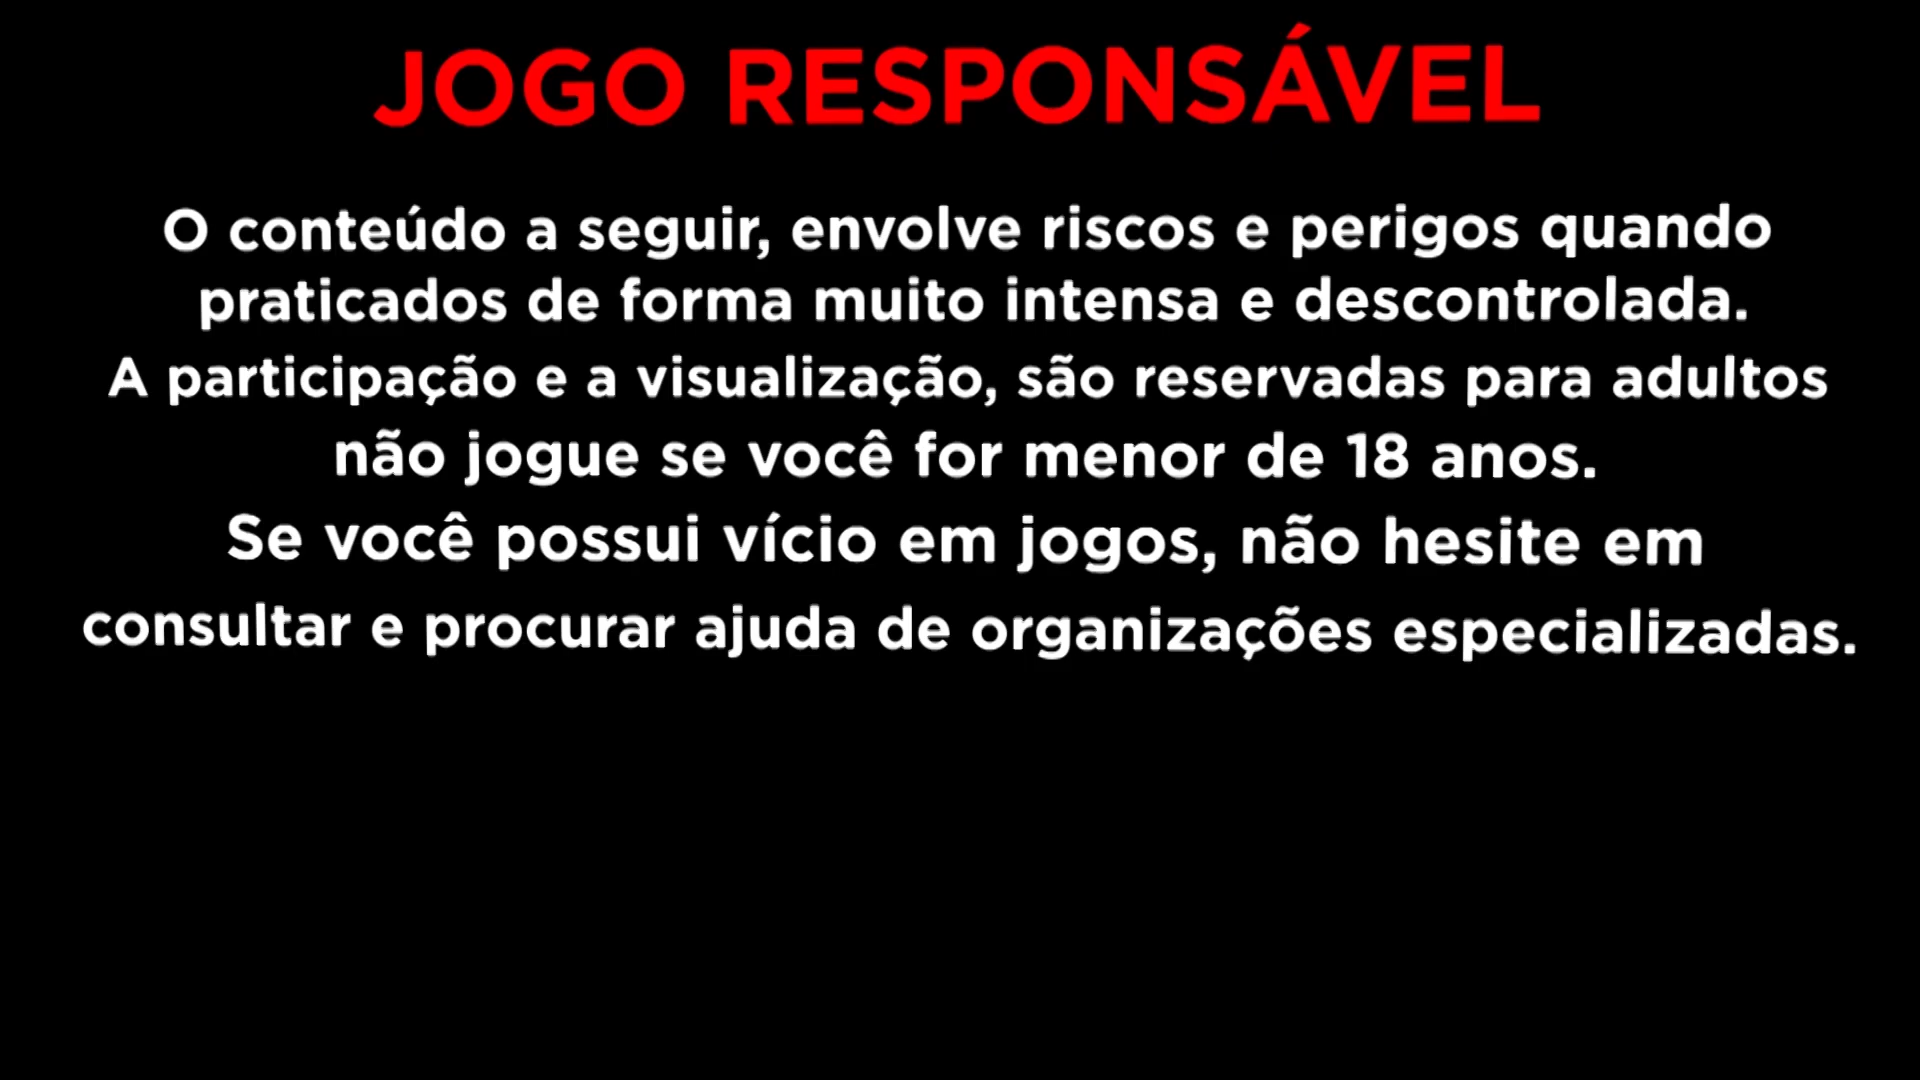 JOGO RESPONSÁVEL
O conteúdo a seguir, envolve riscos e perigos quando
praticados de forma muito intensa e descontrolada.
A participação e a visualização, são reservadas para adultos
não jogue se você for menor de 18 anos.
Se você possui vício em jogos, não hesite em
consultar e procurar ajuda de organizações especializadas.